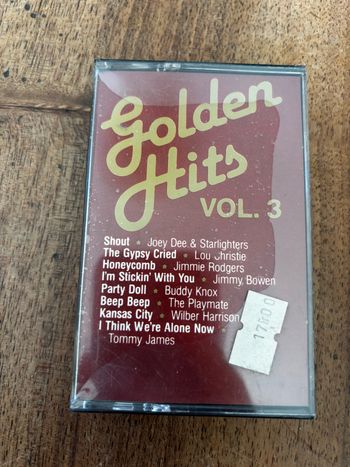 Golden
Hits
VOL. 3
Shout • Joey Dee & Starlighters
The Gypsy Cried • Lou Christie
Honeycomb • Jimmie Rodgers
I'm Stickin' With You • Jimmy Bowen
Party Doll • Buddy Knox
Beep Beep • The Playmate
Kansas City • Wilber Harrison
I Think We're Alone Now •
Tommy James
17800